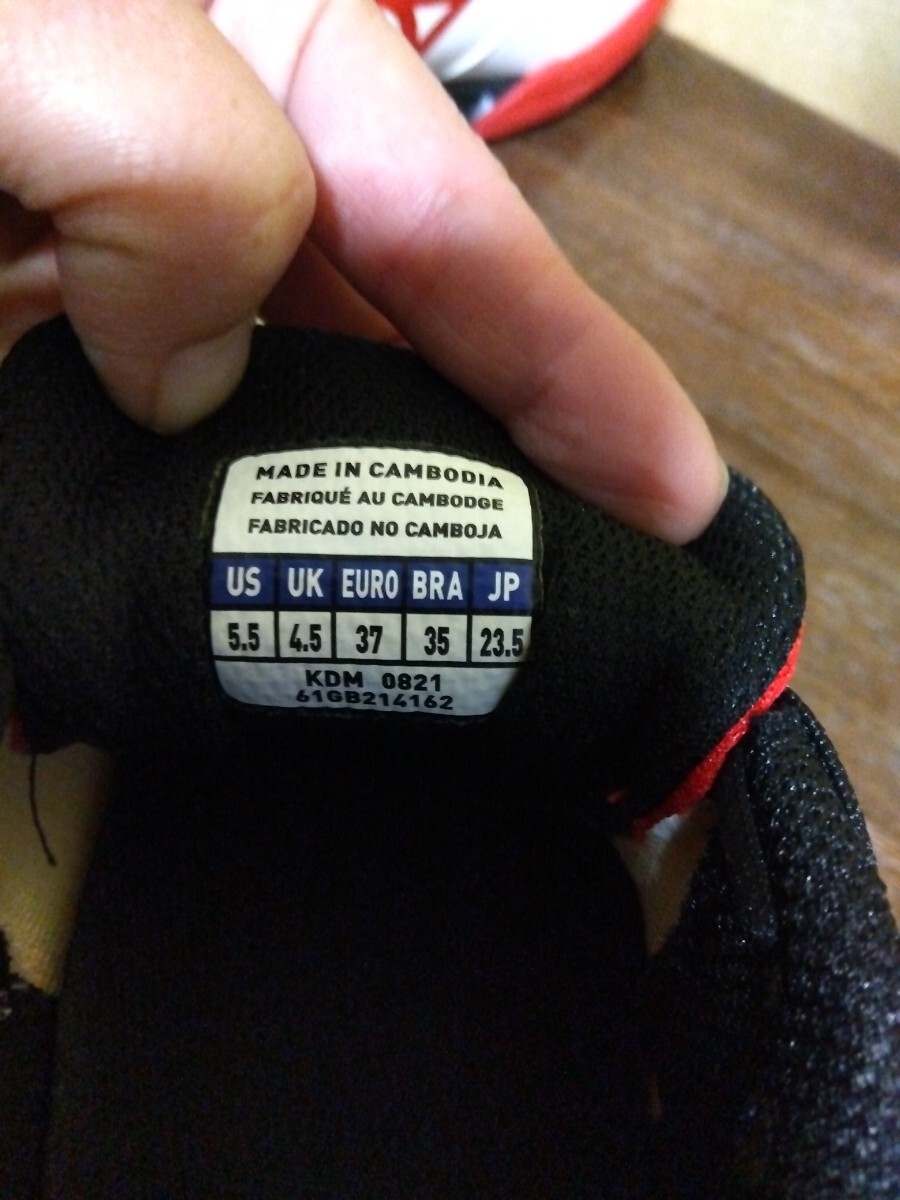 MADE IN CAMBODIA
FABRIQUÉ AU CAMBODGE
FABRICADO NO CAMBOJA
US UK EURO BRA JP
5.5 4.5 37 35 23.5
KDM 0821
61GB214162